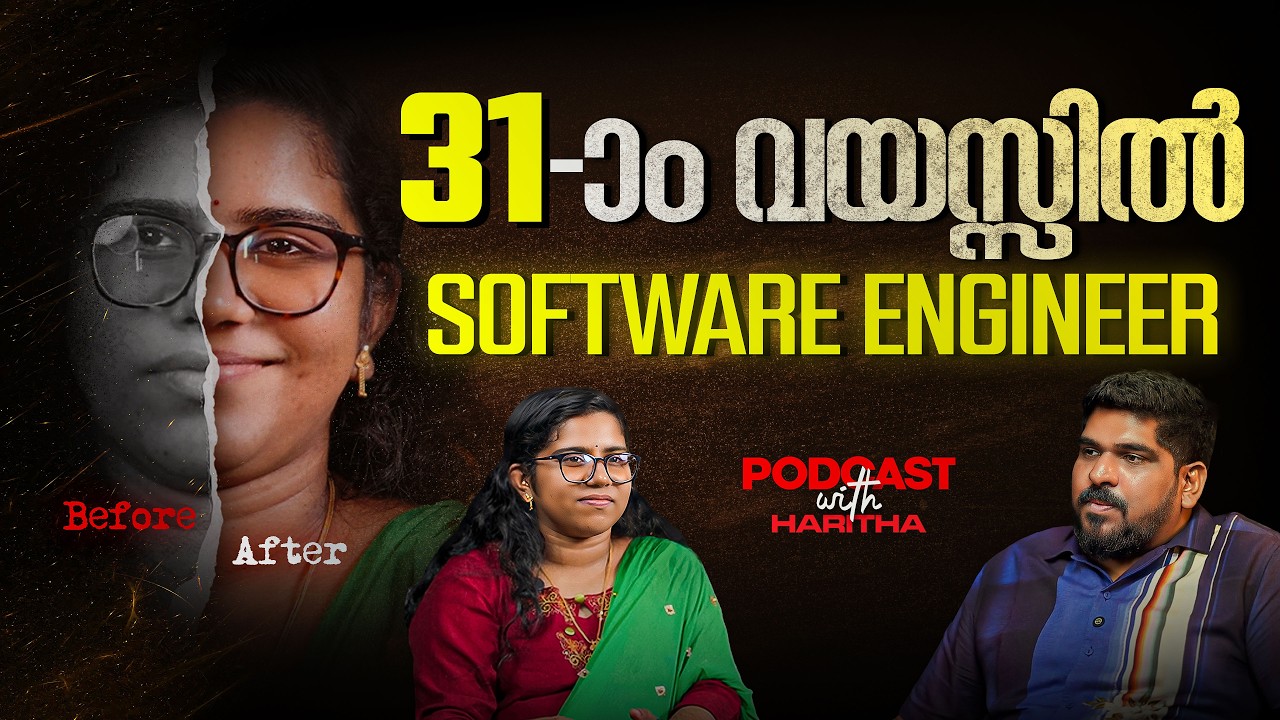 31-ാം വയസ്സിൽ
SOFTWARE ENGINEER
PODCAST
with
HARITHA
Before
After